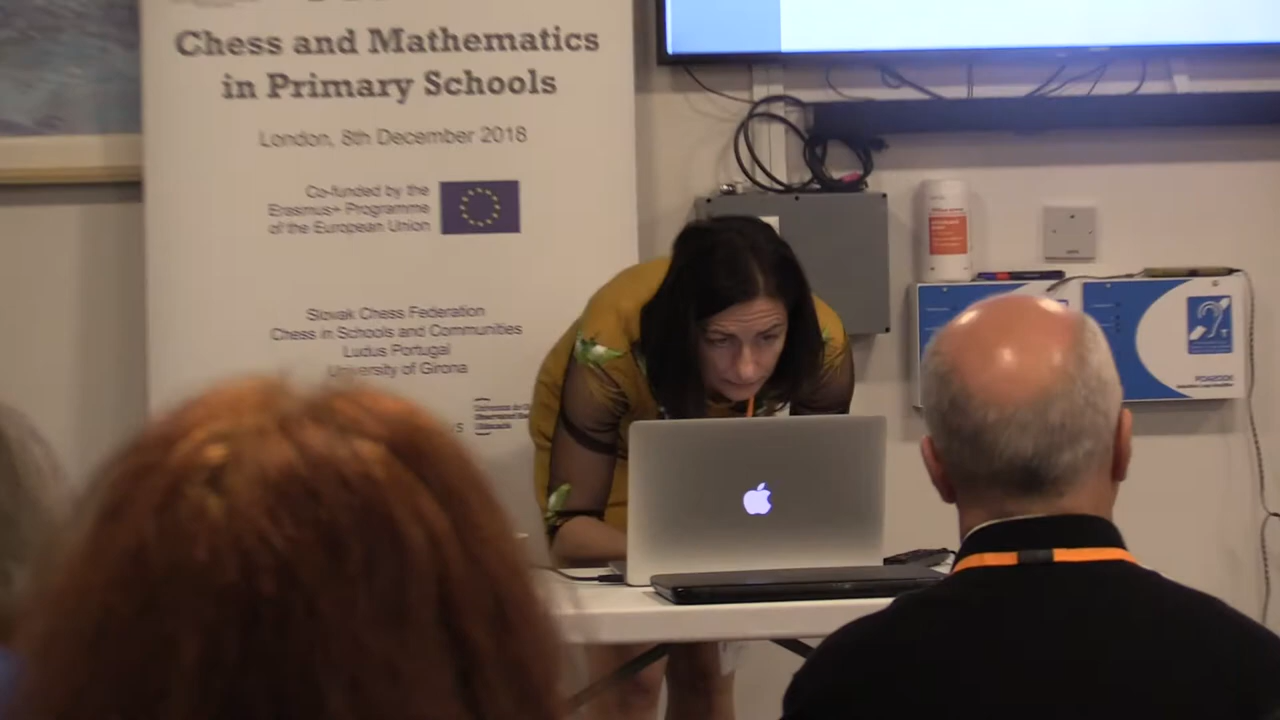 Chess and Mathematics
in Primary Schools
London, 8th December 2018
Co-funded by the
Erasmus+ Programme
of the European Union
Slovak Chess Federation
Chess in Schools and Communities
Ludus Portugal
University of Girona